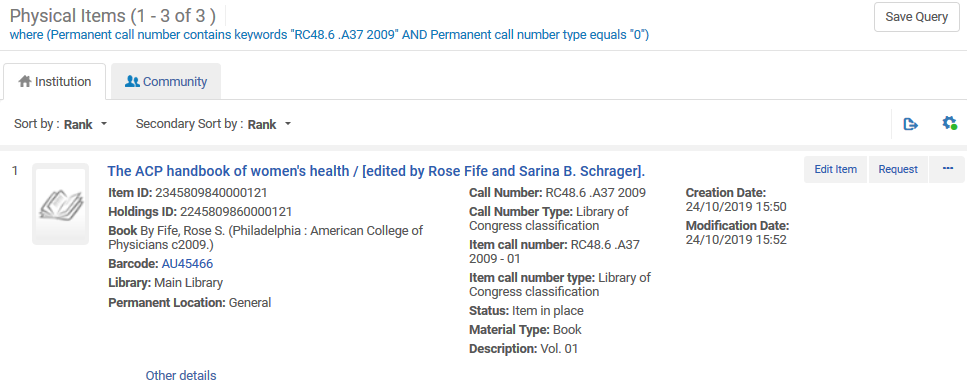 Physical Items (1 - 3 of 3 )
Save Query
where (Permanent call number contains keywords "RC48.6 .A37 2009" AND Permanent call number type equals "0")
Institution
Community
Sort by : Rank
Secondary Sort by : Rank
1
The ACP handbook of women's health / [edited by Rose Fife and Sarina B. Schrager].
Edit Item
Request
Item ID: 2345809840000121
Holdings ID: 2245809860000121
Book By Fife, Rose S. (Philadelphia : American College of
Physicians c2009.)
Barcode: AU45466
Library: Main Library
Permanent Location: General
Call Number: RC48.6 .A37 2009
Call Number Type: Library of
Congress classification
Item call number: RC48.6 .A37
2009 - 01
Item call number type: Library of
Congress classification
Status: Item in place
Material Type: Book
Description: Vol. 01
Creation Date:
24/10/2019 15:50
Modification Date:
24/10/2019 15:52
Other details